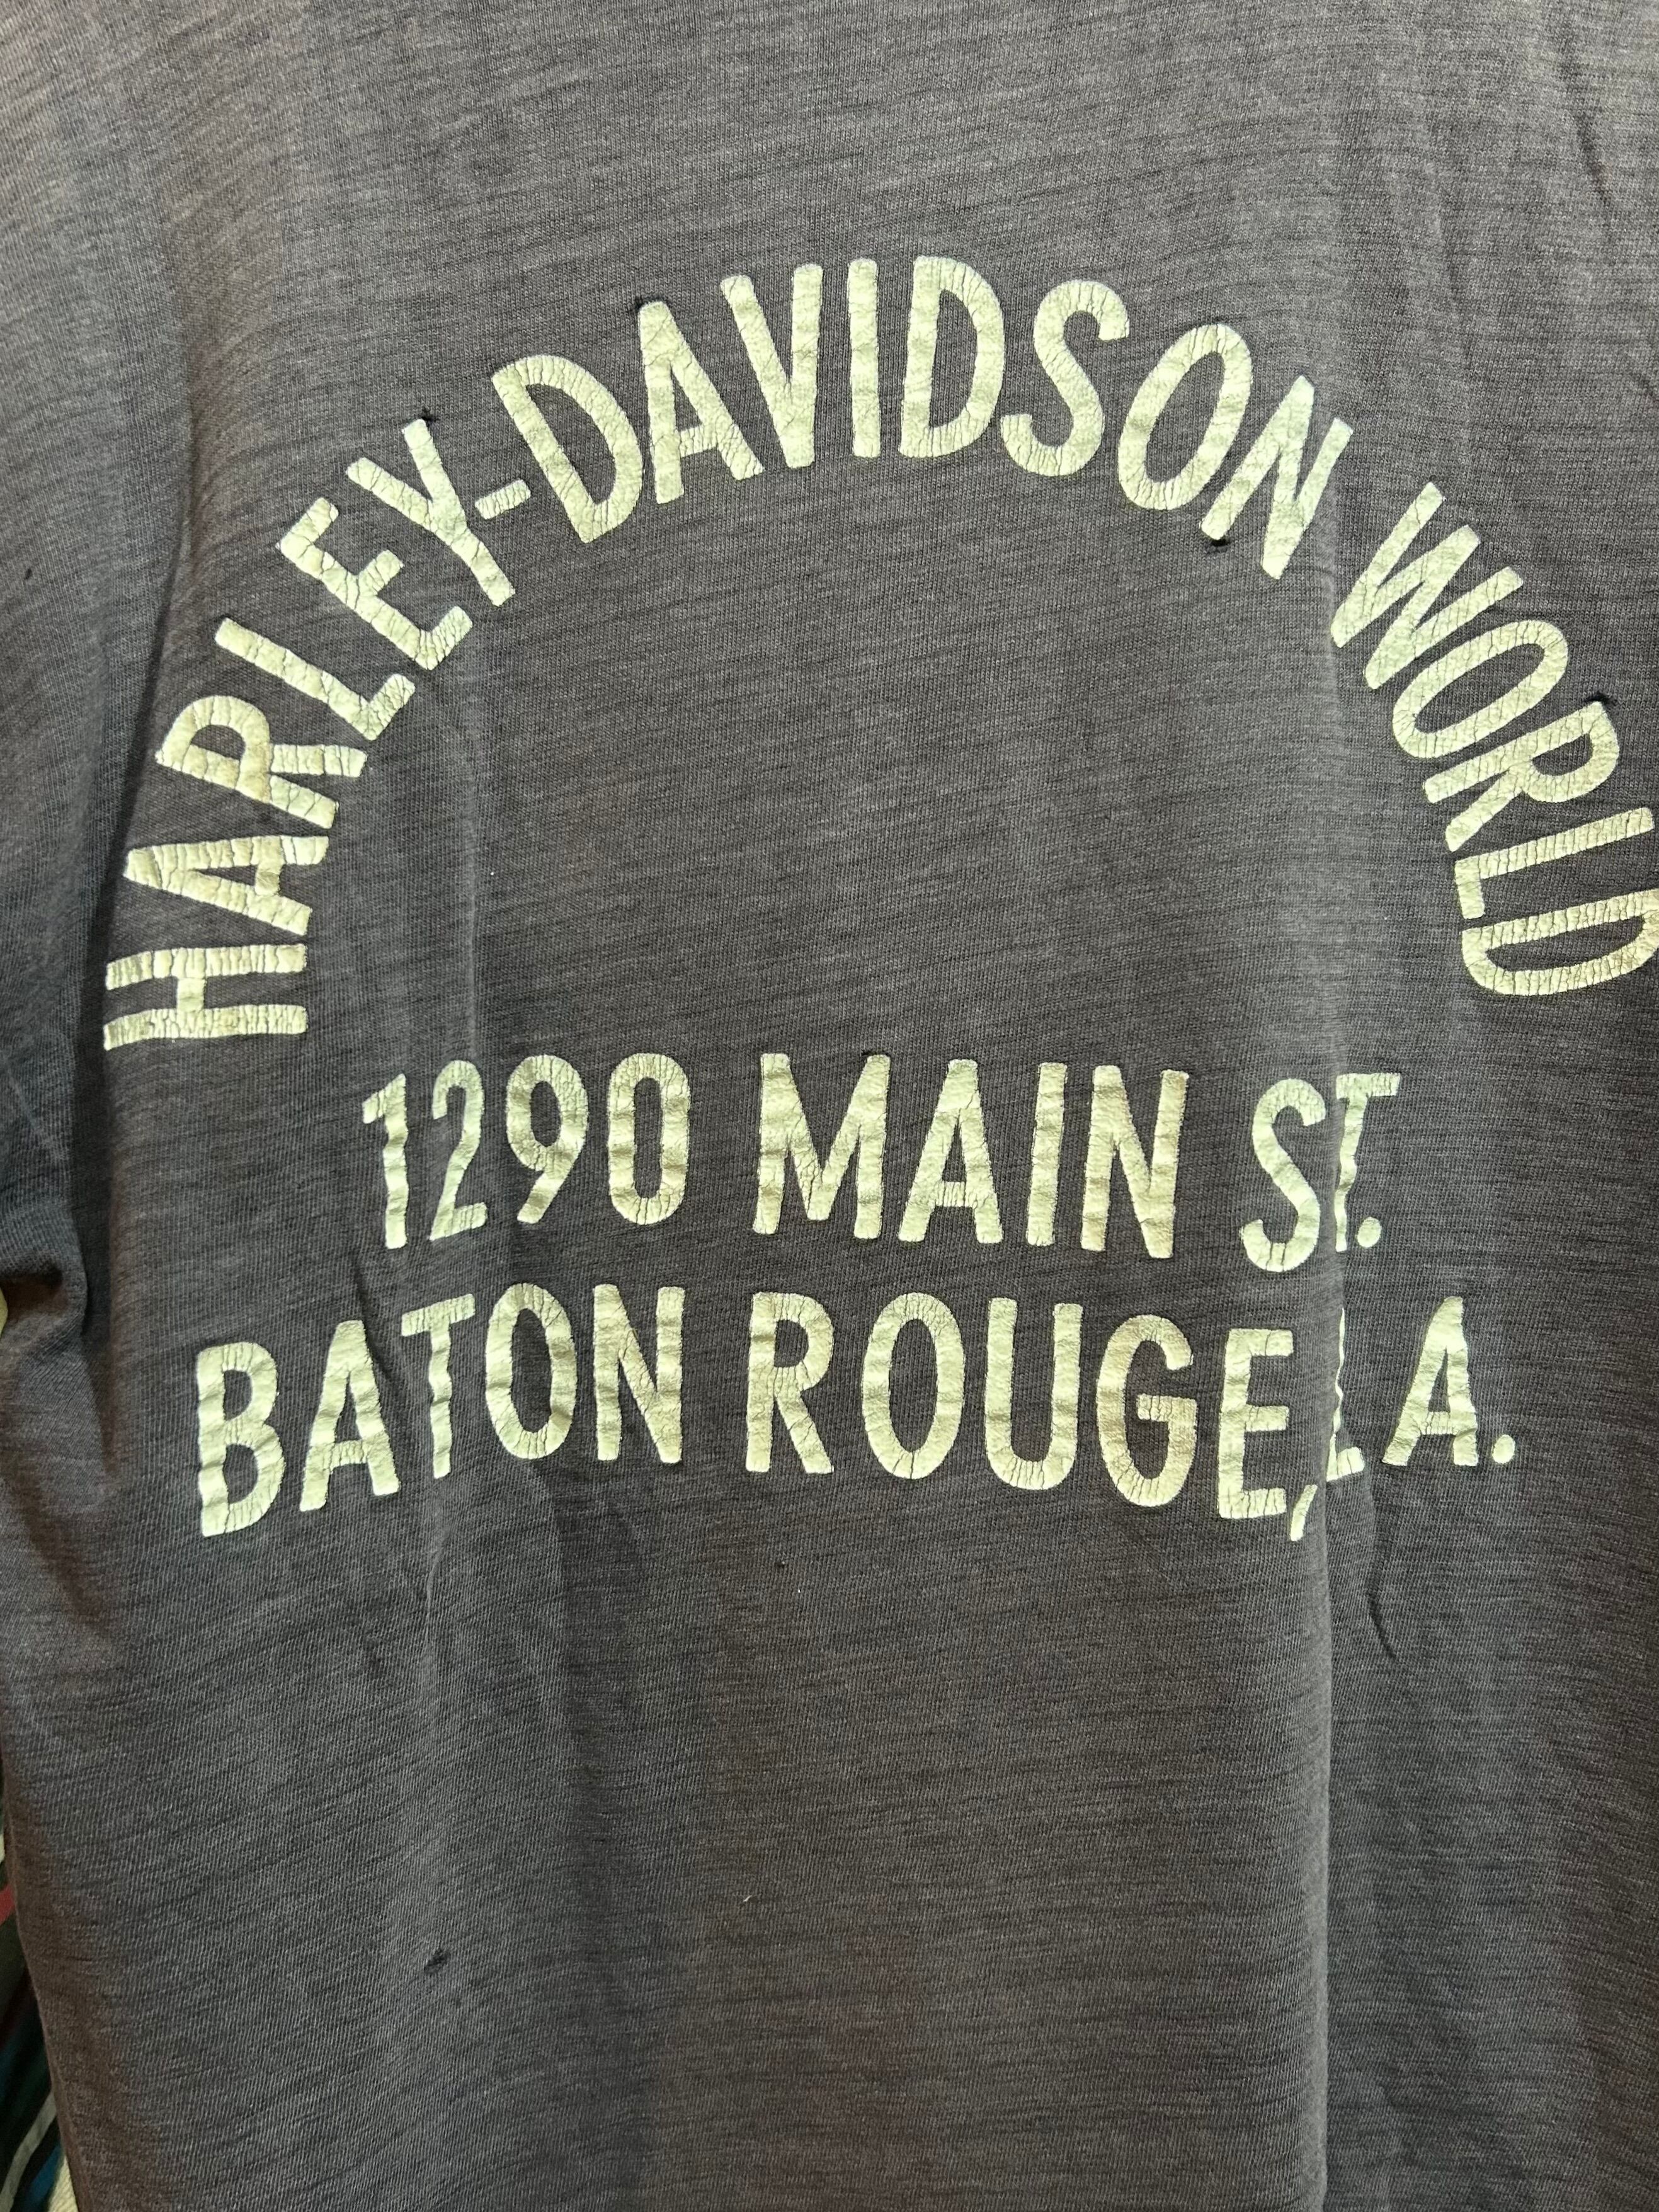 HARLEY-DAVIDSON WORLD
1290 MAIN ST.
BATON ROUGE, LA.